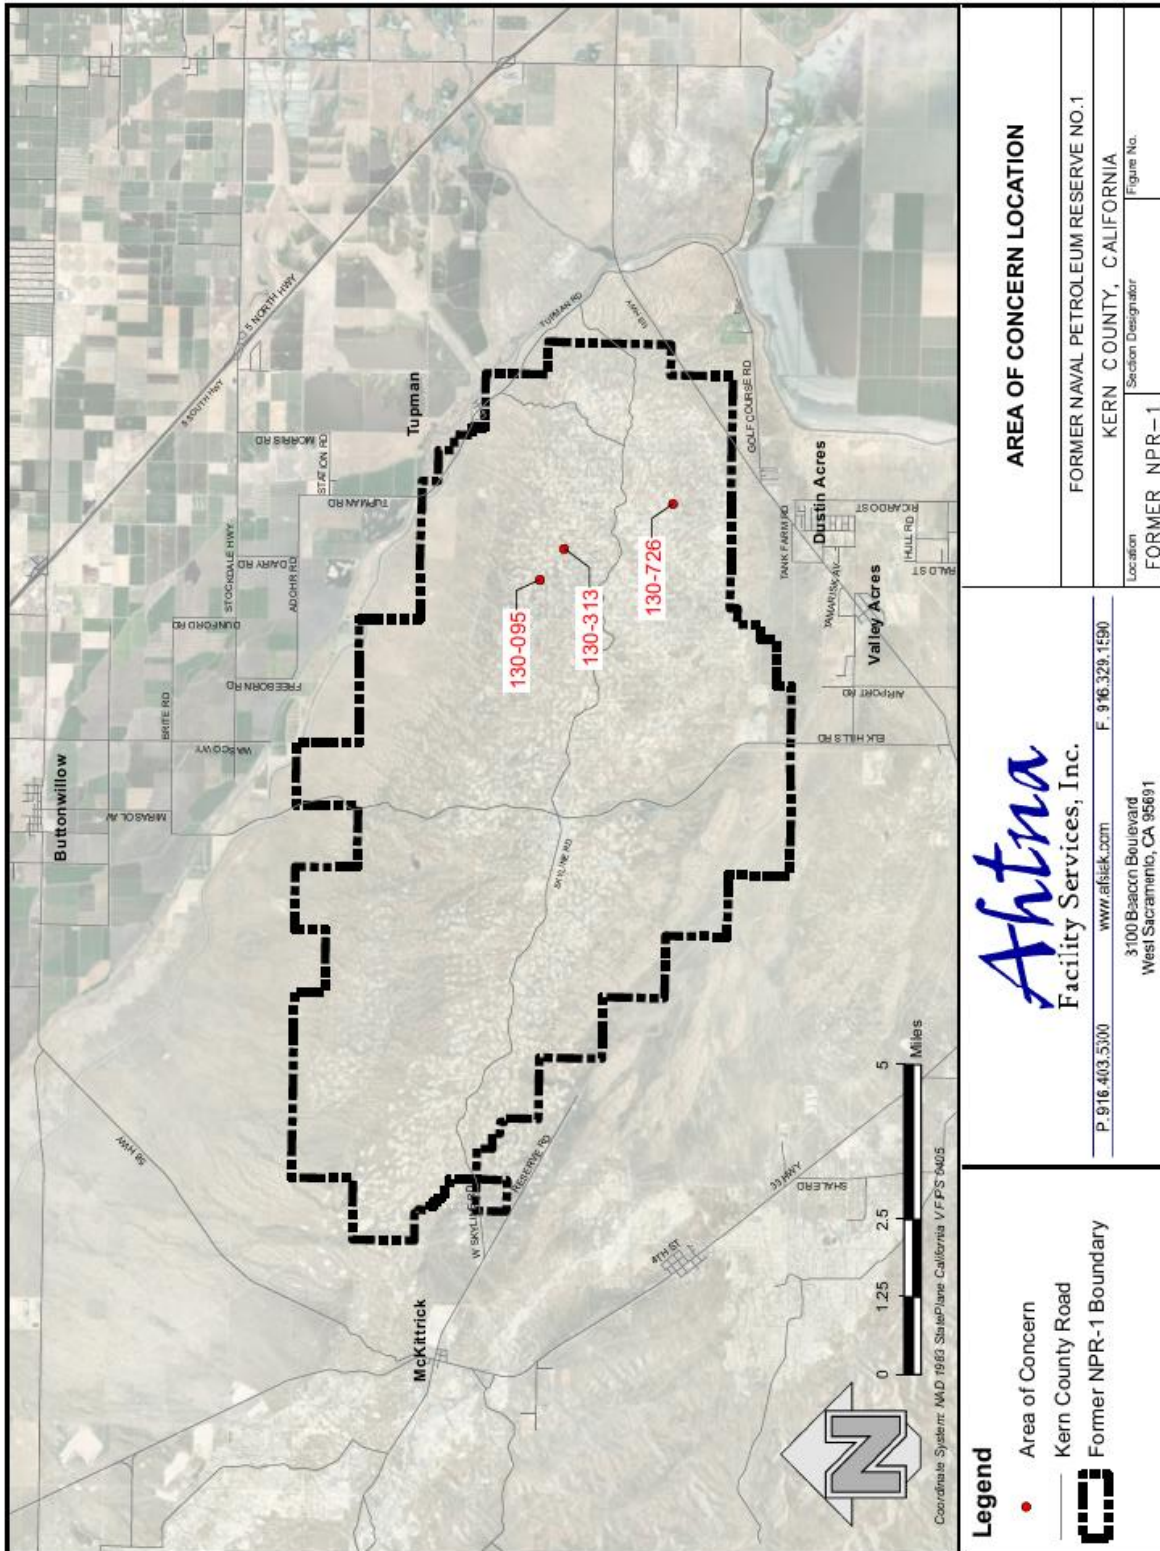 Buttonwillow
5 NORTH HWY
5 SOUTH HWY
58 HWY
MIRASOL AV
BRITE RD
WASCO WY
FREEBORN RD
DUNFORD RD
STOCKDALE HWY
DAIRY RD
ADOHR RD
MORRIS RD
STATION RD
TUPMAN RD
Tupman
TUPMAN RD
130-095
130-313
130-726
SKYLINE RD
W SKYLINE RD
RESERVE RD
McKittrick
GOLF COURSE RD
TANK FARM RD
Dustin Acres
RICARDO ST
HULL RD
TAMARISK AV
Valley Acres
AIRPORT RD
ELK HILLS RD
33 HWY
SHALE RD
4TH ST
0 1.25 2.5 5
Miles
N
Coordinate System: NAD 1983 StatePlane California V FIPS 0405
Legend
Area of Concern
Kern County Road
Former NPR-1 Boundary
Ahtna
Facility Services, Inc.
P. 916.403.5300 www.afsiak.com F. 916.329.1590
3100 Beacon Boulevard
West Sacramento, CA 95691
AREA OF CONCERN LOCATION
FORMER NAVAL PETROLEUM RESERVE NO.1
KERN COUNTY, CALIFORNIA
Location Section Designator Figure No.
FORMER NPR-1